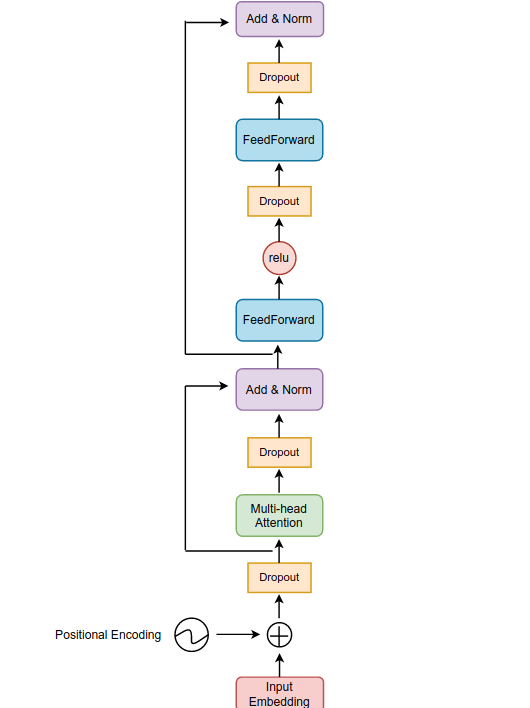 Add & Norm
Dropout
FeedForward
Dropout
relu
FeedForward
Add & Norm
Dropout
Multi-head
Attention
Dropout
Positional Encoding
Input
Embedding